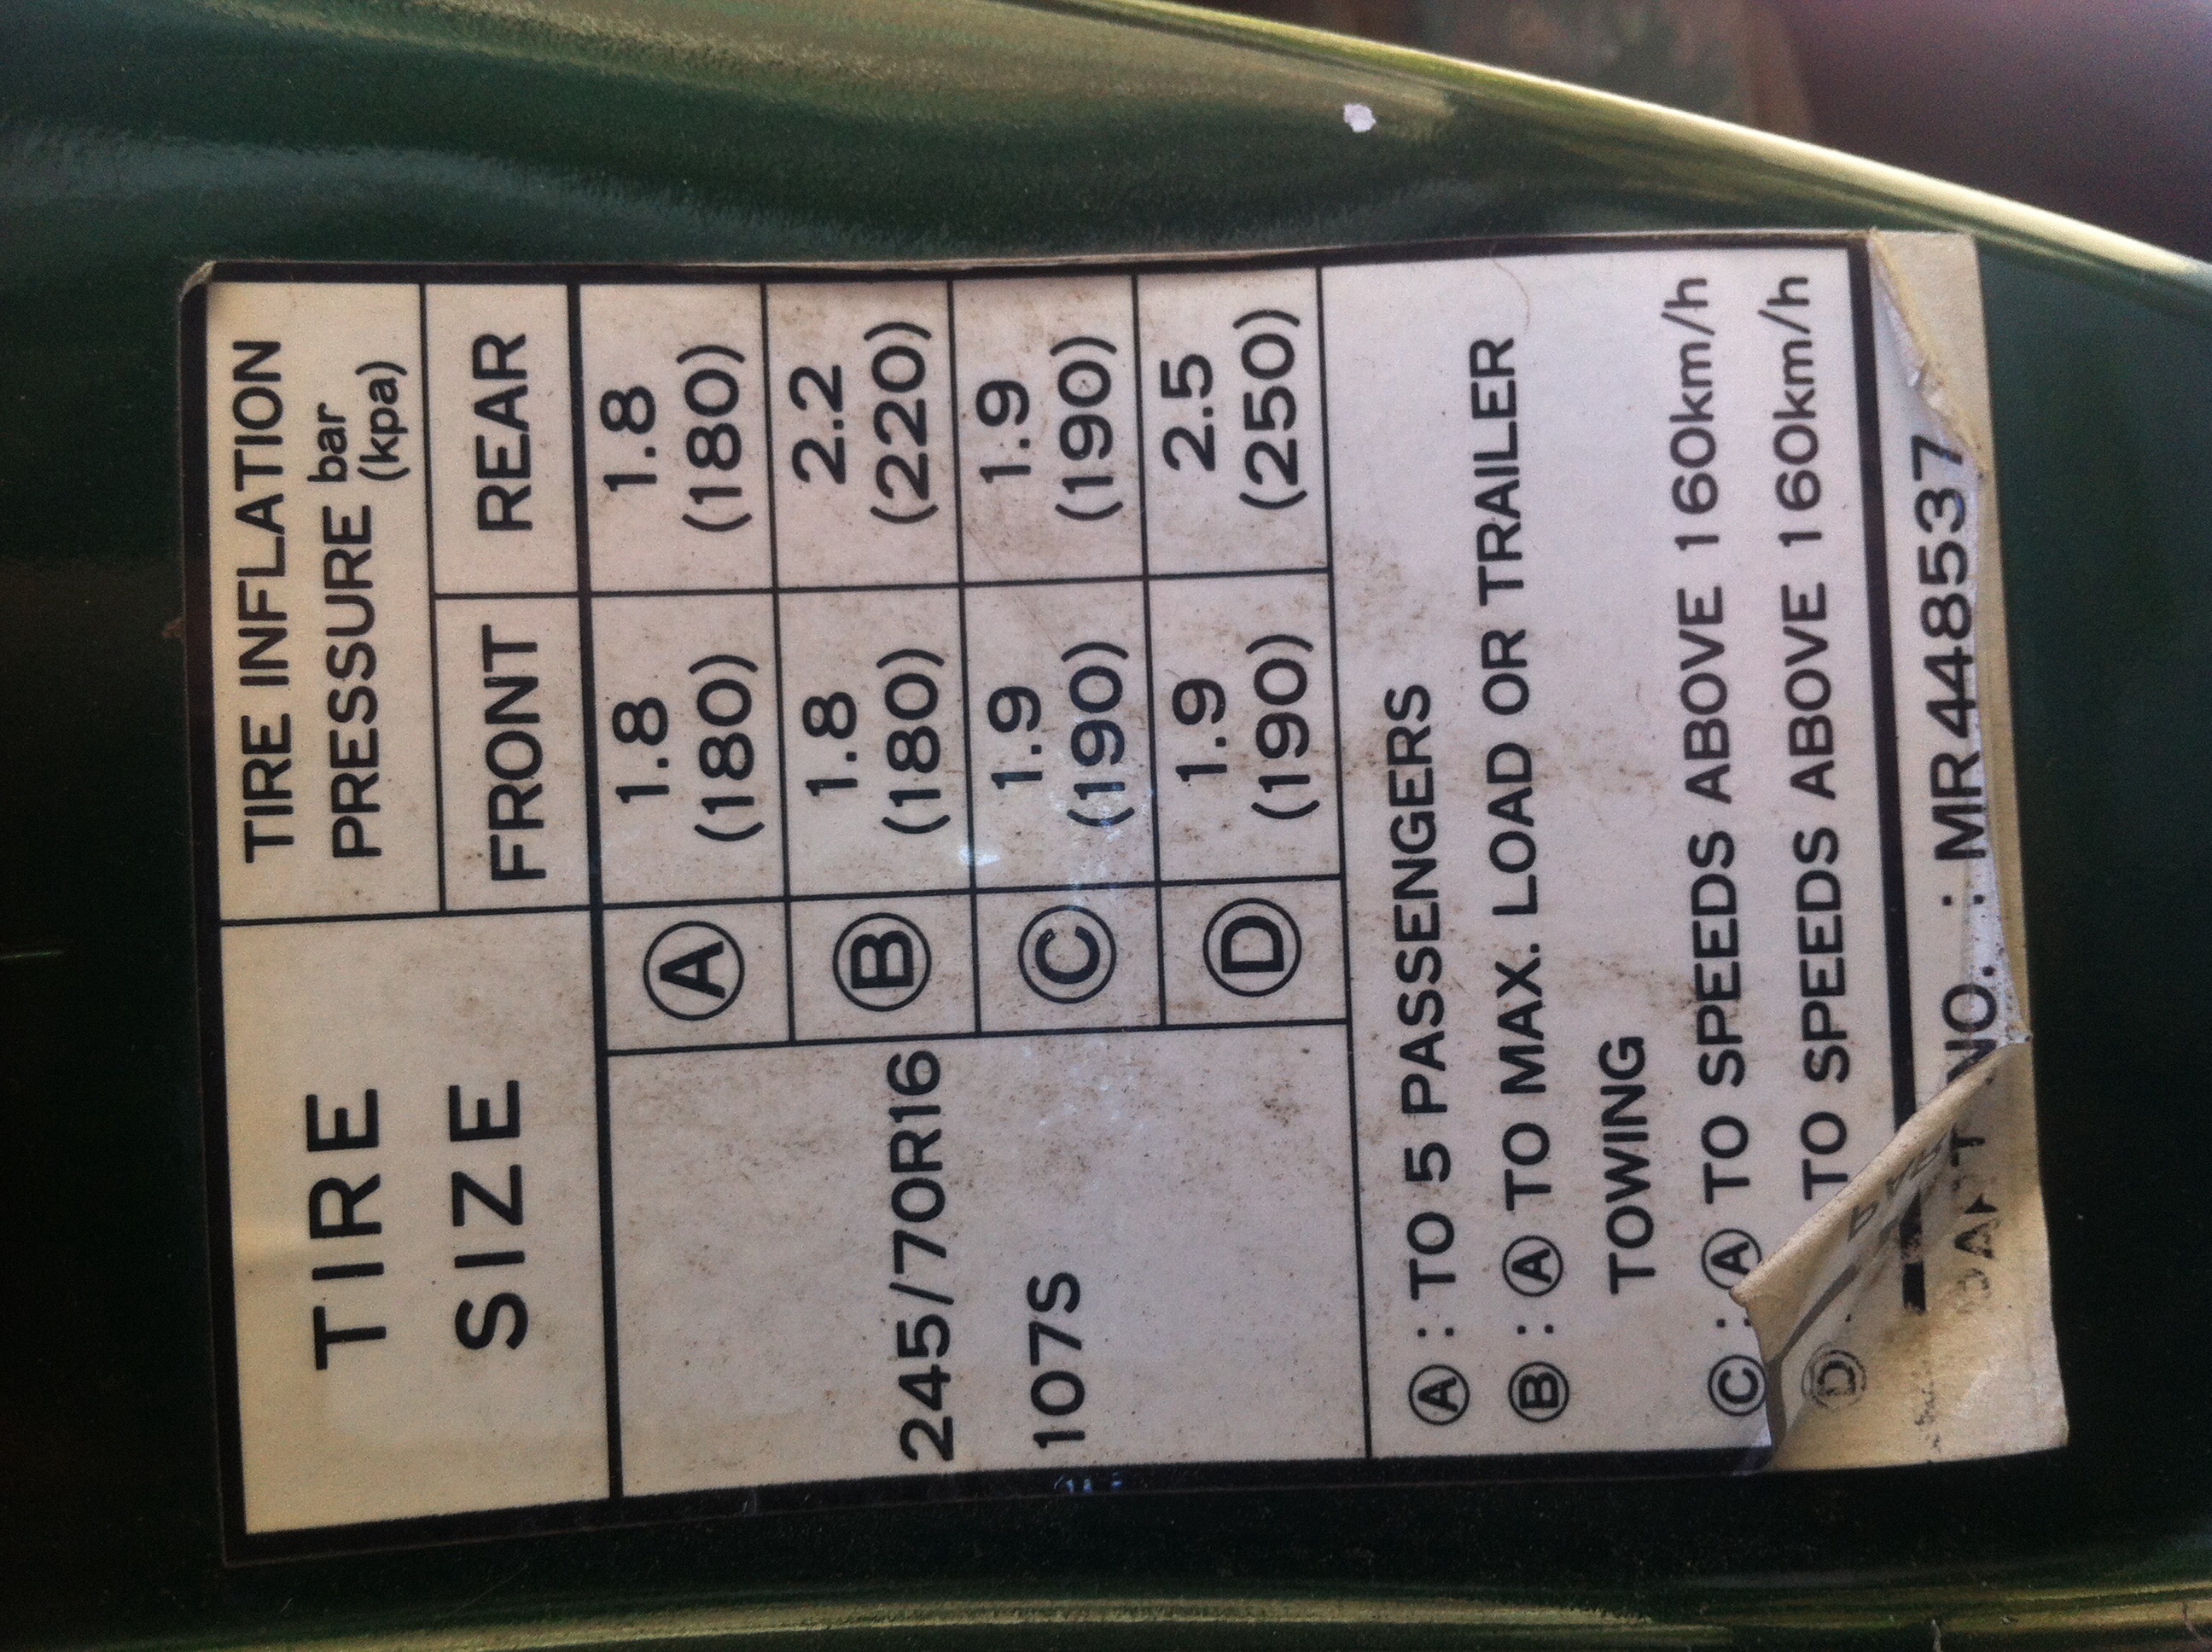 TIRE SIZE
TIRE INFLATION
PRESSURE bar (kpa)
FRONT REAR
245/70R16
107S
Ⓐ 1.8 (180) 1.8 (180)
Ⓑ 1.8 (180) 2.2 (220)
Ⓒ 1.9 (190) 1.9 (190)
Ⓓ 1.9 (190) 2.5 (250)
Ⓐ : TO 5 PASSENGERS
Ⓑ : Ⓐ TO MAX. LOAD OR TRAILER
TOWING
Ⓒ : Ⓐ TO SPEEDS ABOVE 160km/h
Ⓓ TO SPEEDS ABOVE 160km/h
NO. : MR448537